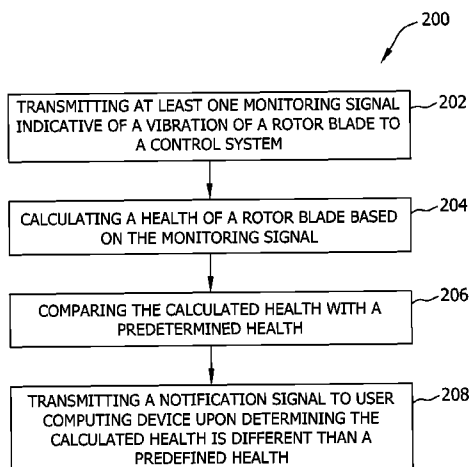 200
TRANSMITTING AT LEAST ONE MONITORING SIGNAL
INDICATIVE OF A VIBRATION OF A ROTOR BLADE TO
A CONTROL SYSTEM
202
CALCULATING A HEALTH OF A ROTOR BLADE BASED
ON THE MONITORING SIGNAL
204
COMPARING THE CALCULATED HEALTH WITH A
PREDETERMINED HEALTH
206
TRANSMITTING A NOTIFICATION SIGNAL TO USER
COMPUTING DEVICE UPON DETERMINING THE
CALCULATED HEALTH IS DIFFERENT THAN A
PREDEFINED HEALTH
208